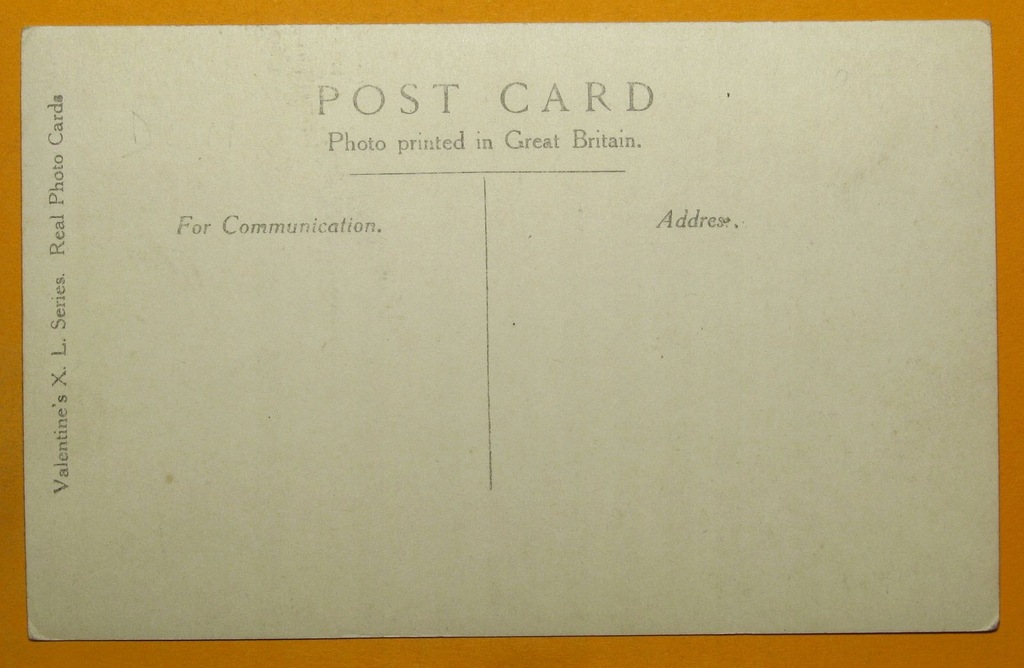 POST CARD
Photo printed in Great Britain.
For Communication.
Address.
Valentine's X. L. Series. Real Photo Cards